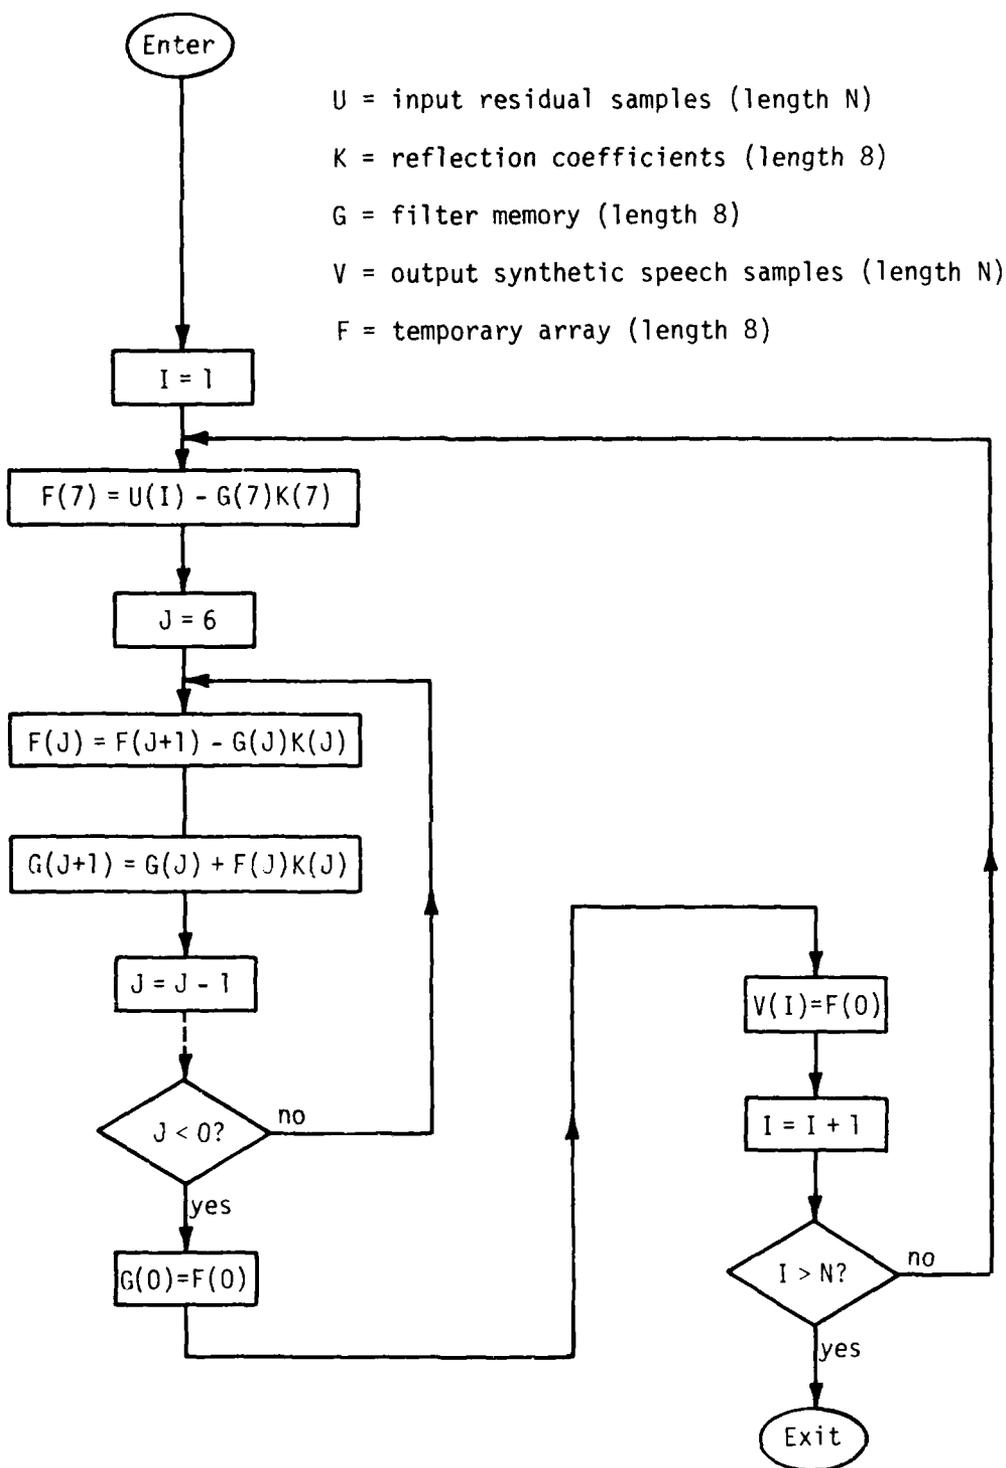 Enter
U = input residual samples (length N)
K = reflection coefficients (length 8)
G = filter memory (length 8)
V = output synthetic speech samples (length N)
F = temporary array (length 8)
I = 1
F(7) = U(I) - G(7)K(7)
J = 6
F(J) = F(J+1) - G(J)K(J)
G(J+1) = G(J) + F(J)K(J)
J = J - 1
J < 0?
no
yes
G(0)=F(0)
V(I)=F(0)
I = I + 1
I > N?
no
yes
Exit